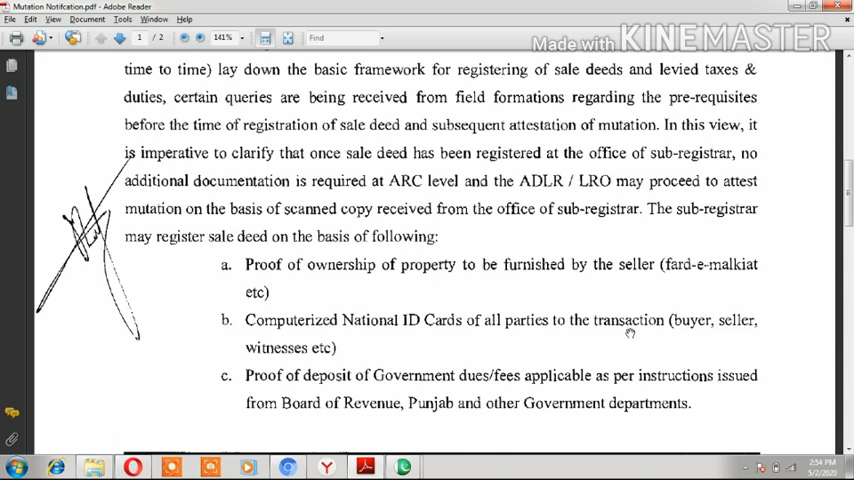 Mutation Notifcation.pdf - Adobe Reader
File Edit View Document Tools Window Help
1 / 2 141% Find
Made with KINEMASTER
time to time) lay down the basic framework for registering of sale deeds and levied taxes &
duties, certain queries are being received from field formations regarding the pre-requisites
before the time of registration of sale deed and subsequent attestation of mutation. In this view, it
is imperative to clarify that once sale deed has been registered at the office of sub-registrar, no
additional documentation is required at ARC level and the ADLR / LRO may proceed to attest
mutation on the basis of scanned copy received from the office of sub-registrar. The sub-registrar
may register sale deed on the basis of following:
a. Proof of ownership of property to be furnished by the seller (fard-e-malkiat
etc)
b. Computerized National ID Cards of all parties to the transaction (buyer, seller,
witnesses etc)
c. Proof of deposit of Government dues/fees applicable as per instructions issued
from Board of Revenue, Punjab and other Government departments.
2:54 PM
5/2/2020